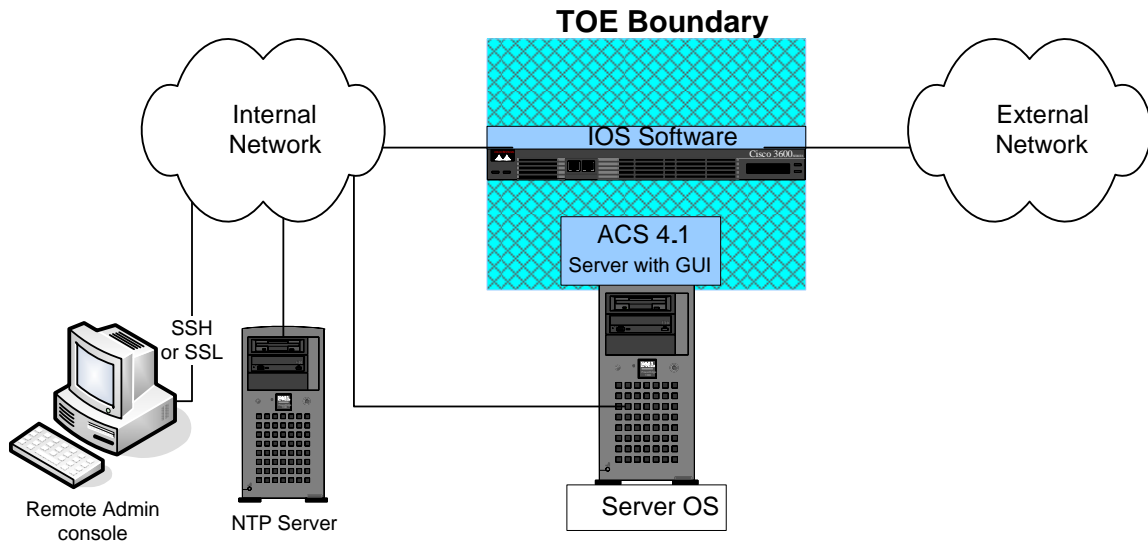 TOE Boundary
Internal
Network
IOS Software
Cisco 3600
External
Network
ACS 4.1
Server with GUI
SSH
or SSL
Remote Admin
console
NTP Server
Server OS